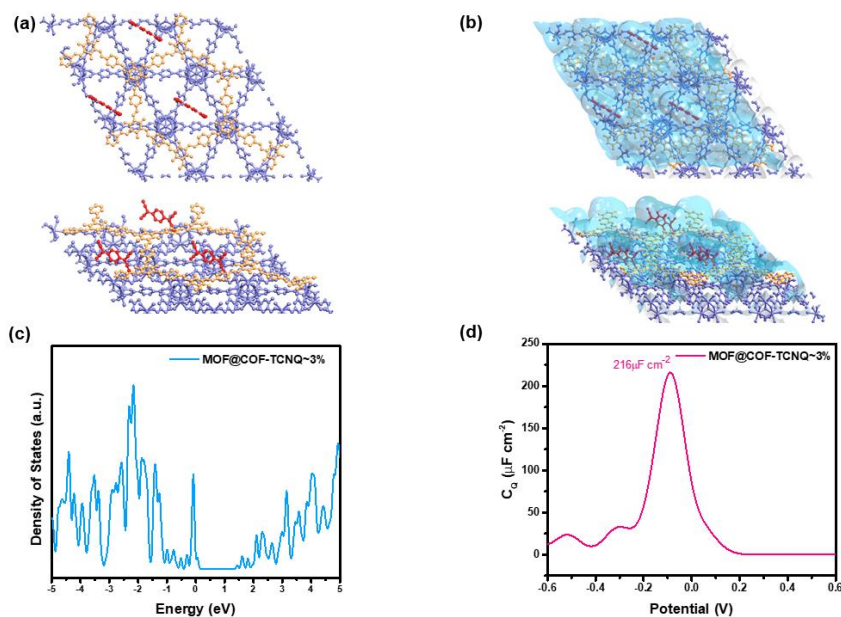 (a)
(b)
(c)
MOF@COF-TCNQ~3%
Density of States (a.u.)
-5 -4 -3 -2 -1 0 1 2 3 4 5
Energy (eV)
(d)
216μF cm-2
MOF@COF-TCNQ~3%
250
200
150
100
50
0
CQ (μF cm-2)
-0.6 -0.4 -0.2 0.0 0.2 0.4 0.6
Potential (V)